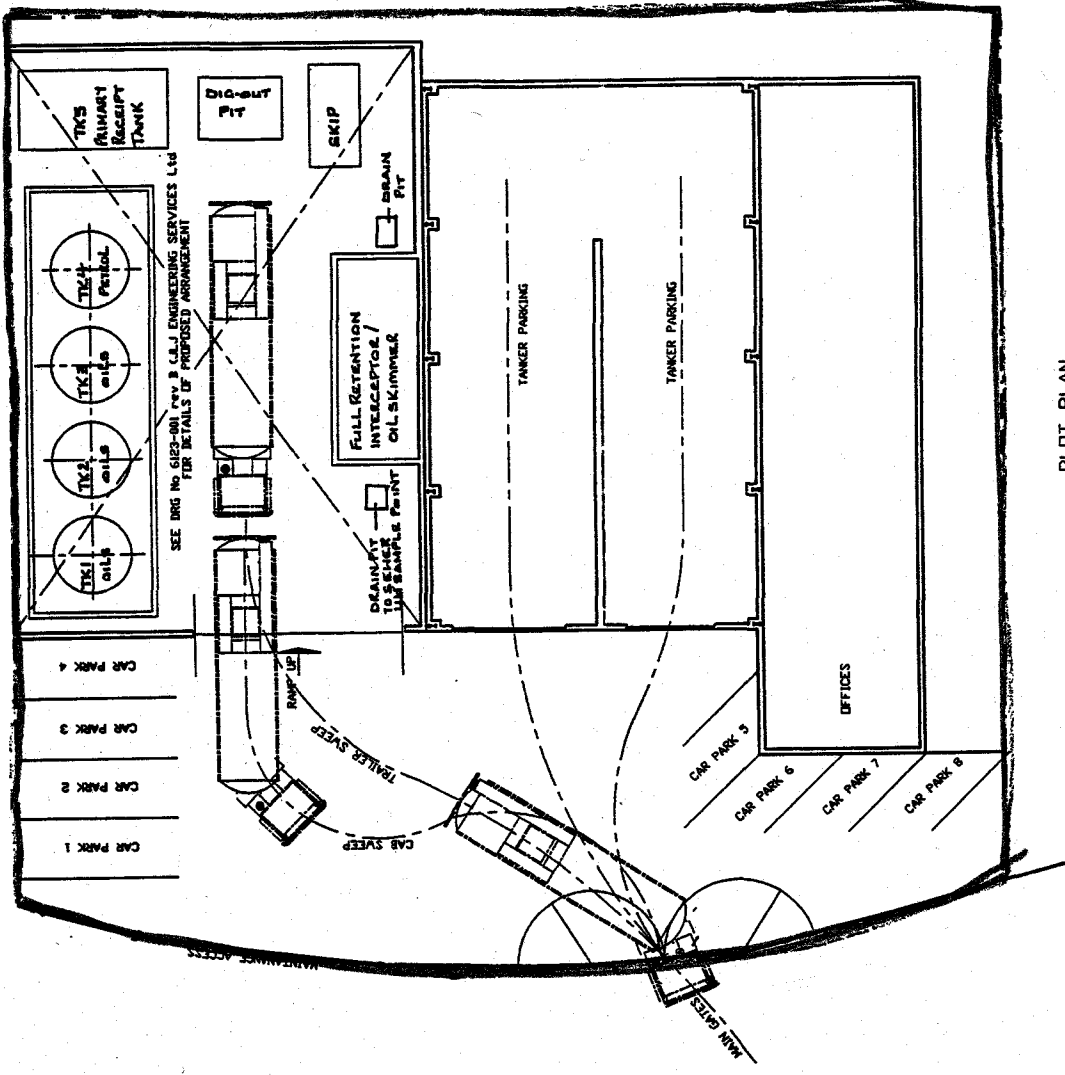 TK5
PRIMARY
RECEIPT
TANK
DIG-OUT
PIT
SKIP
DRAIN
PIT
TK4
PETROL
TK3
OILS
TK2
OILS
TK1
OILS
SEE DRG No 6123-001 rev B (JLJ ENGINEERING SERVICES Ltd
FOR DETAILS OF PROPOSED ARRANGEMENT
FULL RETENTION
INTERCEPTOR /
OIL SKIMMER
DRAIN PIT
TO SEWER
SAMPLE POINT
TANKER PARKING
TANKER PARKING
OFFICES
CAR PARK 4
CAR PARK 3
CAR PARK 2
CAR PARK 1
RAMP UP
TRAILER SWEEP
CAB SWEEP
CAR PARK 5
CAR PARK 6
CAR PARK 7
CAR PARK 8
MAINTAINANCE ACCESS
MAIN GATES
PLOT PLAN